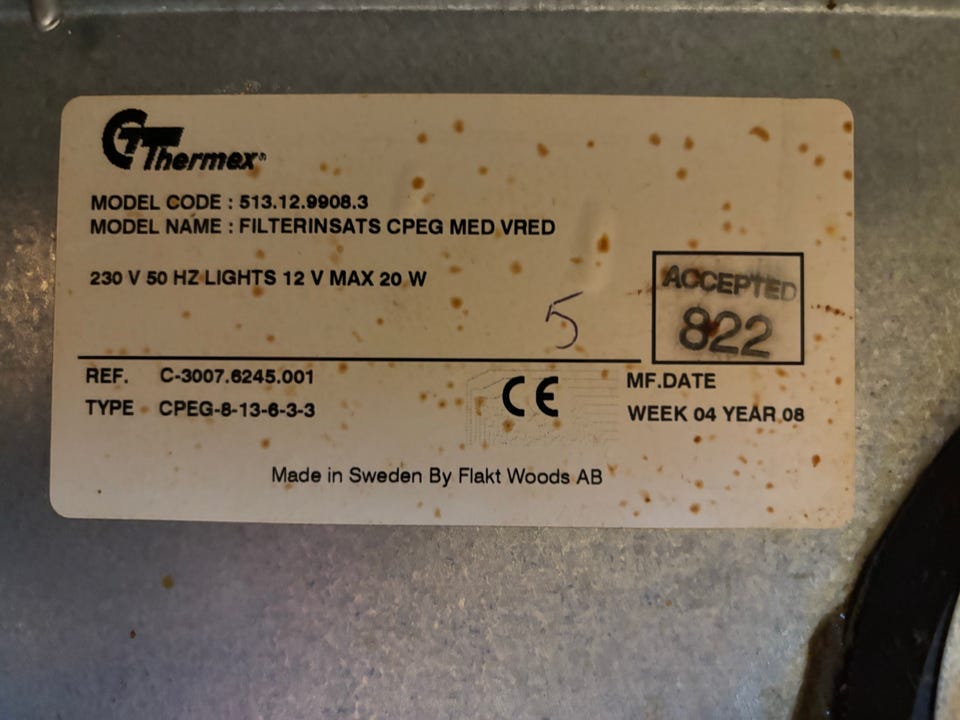 Thermex®
MODEL CODE : 513.12.9908.3
MODEL NAME : FILTERINSATS CPEG MED VRED
230 V 50 HZ LIGHTS 12 V MAX 20 W
5
ACCEPTED
822
REF. C-3007.6245.001
TYPE CPEG-8-13-6-3-3
CE
MF.DATE
WEEK 04 YEAR 08
Made in Sweden By Flakt Woods AB